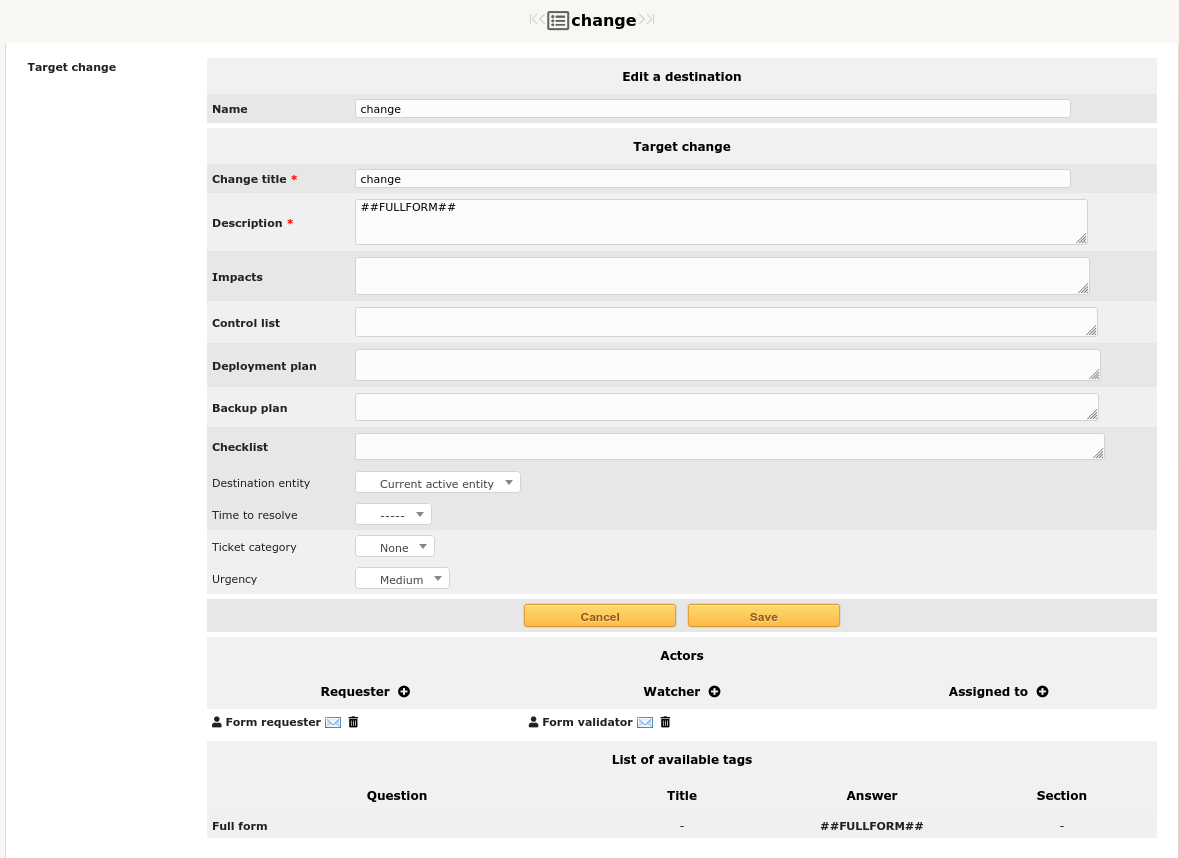 change
Target change
Edit a destination
Name change
Target change
Change title * change
Description * ##FULLFORM##
Impacts
Control list
Deployment plan
Backup plan
Checklist
Destination entity Current active entity
Time to resolve -----
Ticket category None
Urgency Medium
Cancel Save
Actors
Requester Watcher Assigned to
Form requester Form validator
List of available tags
Question Title Answer Section
Full form - ##FULLFORM## -